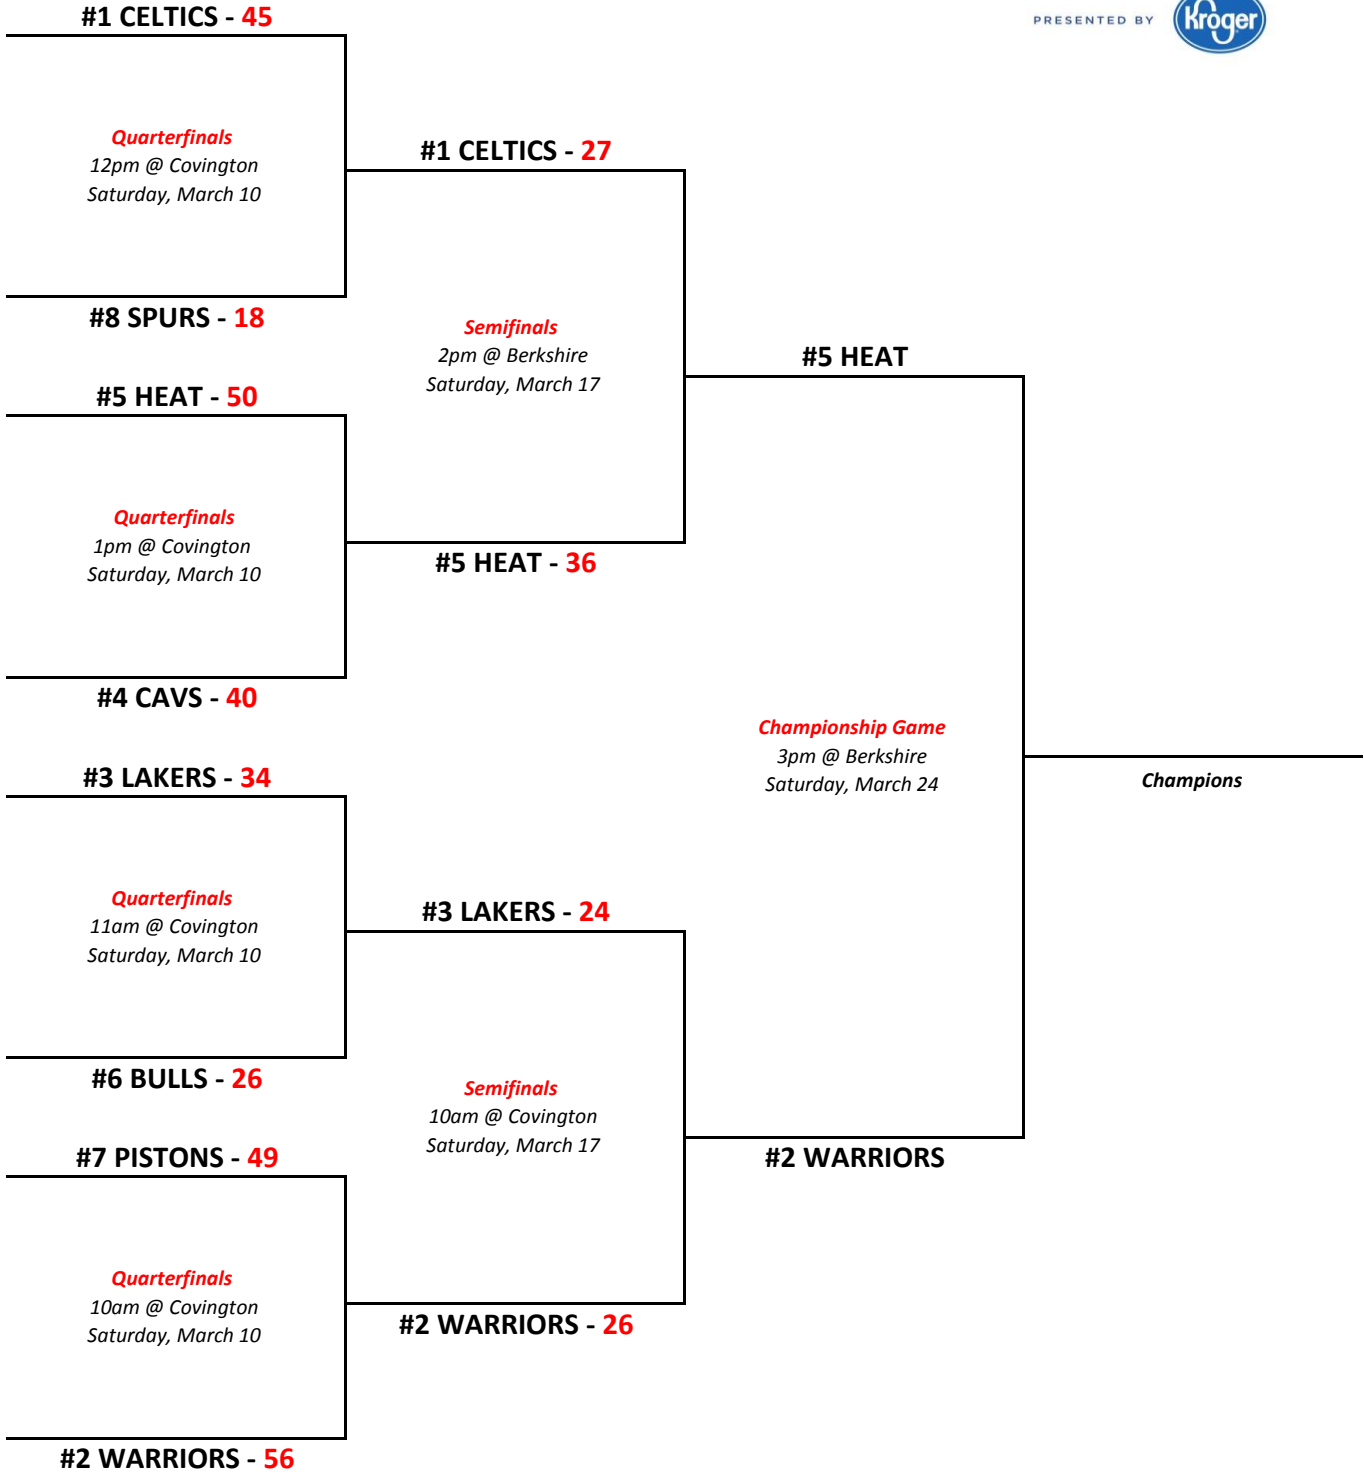 #1 CELTICS - 45
PRESENTED BY Kroger
Quarterfinals
12pm @ Covington
Saturday, March 10
#8 SPURS - 18
#5 HEAT - 50
Quarterfinals
1pm @ Covington
Saturday, March 10
#4 CAVS - 40
#3 LAKERS - 34
Quarterfinals
11am @ Covington
Saturday, March 10
#6 BULLS - 26
#7 PISTONS - 49
Quarterfinals
10am @ Covington
Saturday, March 10
#2 WARRIORS - 56
#1 CELTICS - 27
Semifinals
2pm @ Berkshire
Saturday, March 17
#5 HEAT - 36
#3 LAKERS - 24
Semifinals
10am @ Covington
Saturday, March 17
#2 WARRIORS - 26
#5 HEAT
Championship Game
3pm @ Berkshire
Saturday, March 24
#2 WARRIORS
Champions